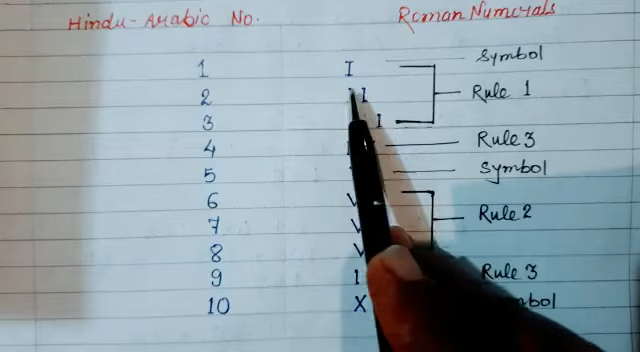 Hindu-Arabic No. Roman Numerals
1 I Symbol
2 Rule 1
3
4 Rule 3
5 Symbol
6 Rule 2
7
8
9 Rule 3
10 X